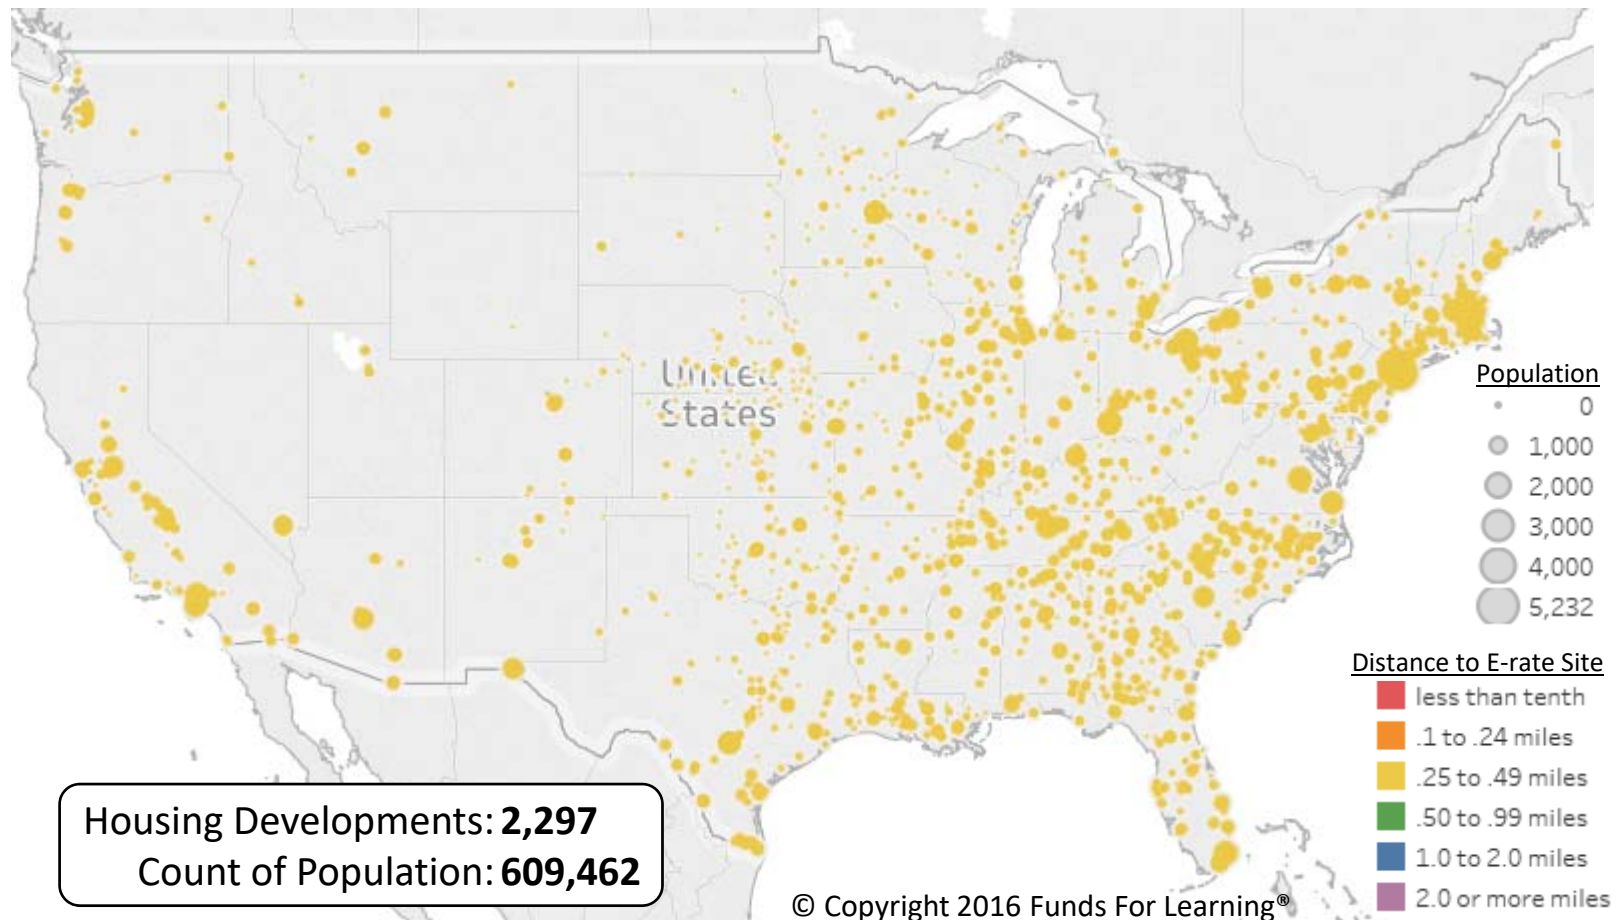 United
States
Population
0
1,000
2,000
3,000
4,000
5,232
Distance to E-rate Site
less than tenth
.1 to .24 miles
.25 to .49 miles
.50 to .99 miles
1.0 to 2.0 miles
2.0 or more miles
Housing Developments: 2,297
Count of Population: 609,462
© Copyright 2016 Funds For Learning®